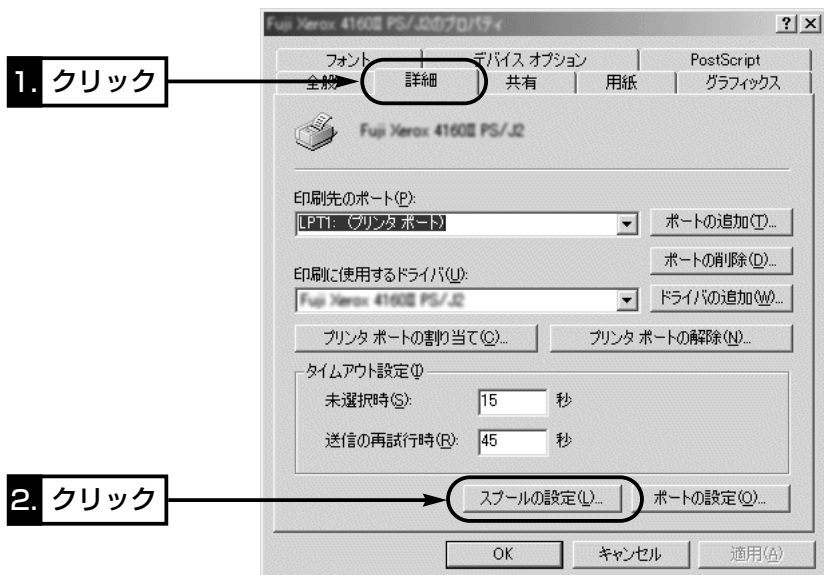 Fuji Xerox 4160Ⅱ PS/J2のプロパティ
フォント デバイス オプション PostScript
1. クリック
全般 詳細 共有 用紙 グラフィックス
Fuji Xerox 4160Ⅱ PS/J2
印刷先のポート(P):
LPT1: (プリンタ ポート) ポートの追加(T)...
ポートの削除(D)...
印刷に使用するドライバ(U):
Fuji Xerox 4160Ⅱ PS/J2 ドライバの追加(W)...
プリンタ ポートの割り当て(C)... プリンタ ポートの解除(N)...
タイムアウト設定(I)
未選択時(S): 15 秒
送信の再試行時(R): 45 秒
2. クリック
スプールの設定(L)... ポートの設定(O)...
OK キャンセル 適用(A)